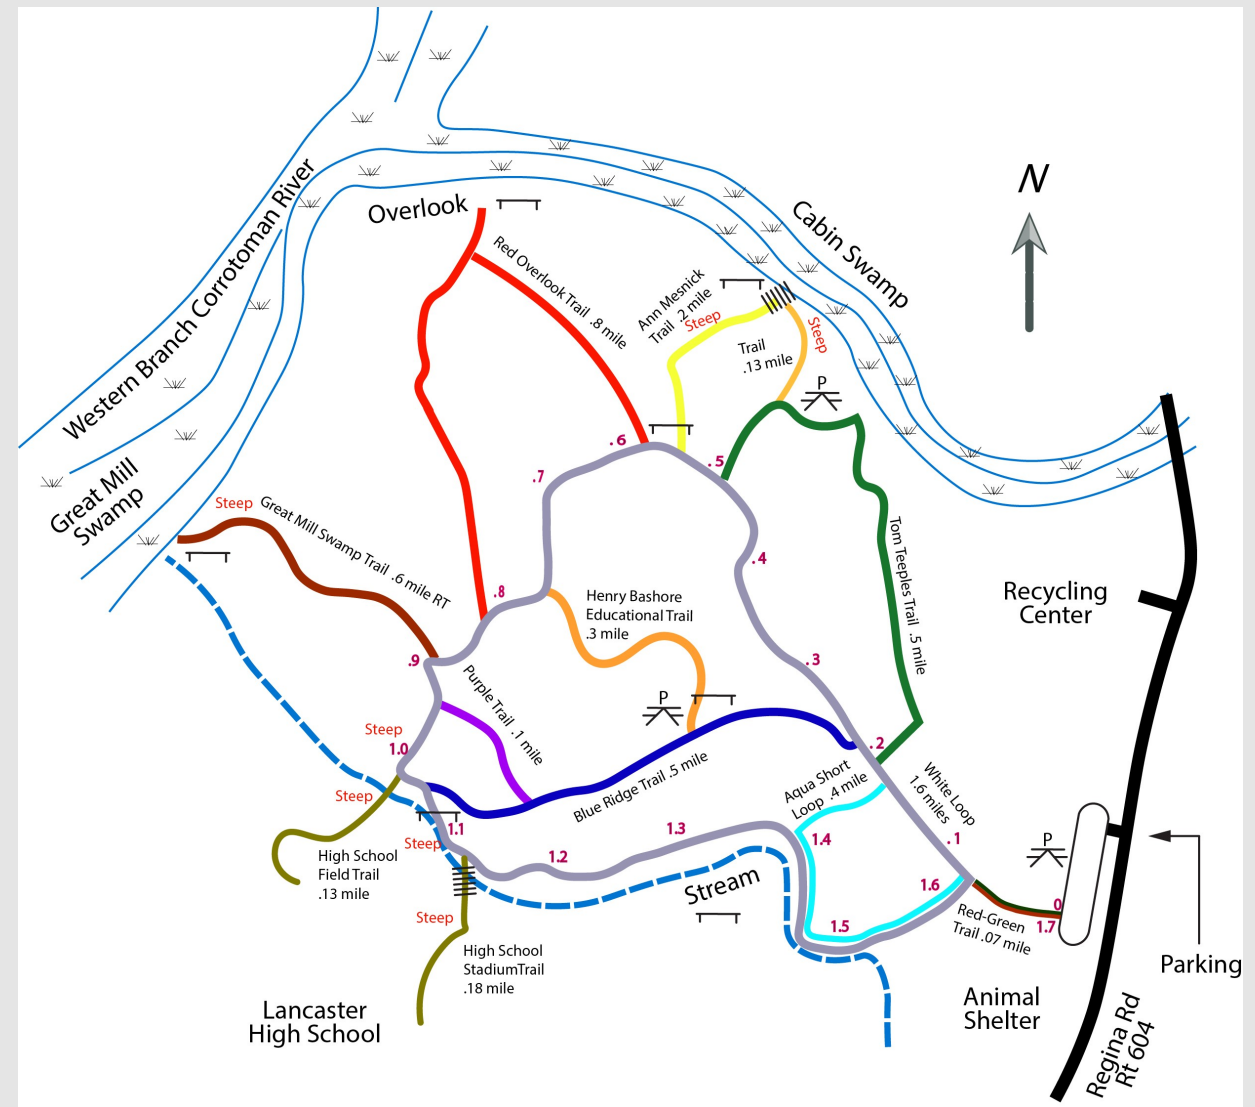 N
Western Branch Corrotoman River
Overlook
Cabin Swamp
Red Overlook Trail .8 mile
Ann Mesnick
Trail .2 mile
Steep
Steep
Trail
.13 mile
P
.6
.5
.7
Great Mill
Swamp
Steep
Great Mill Swamp Trail .6 mile RT
.4
Tom Teeples Trail .5 mile
Recycling
Center
.8
Henry Bashore
Educational Trail
.3 mile
.9
.3
Purple Trail .1 mile
P
Steep
1.0
.2
Blue Ridge Trail .5 mile
Aqua Short
Loop .4 mile
White Loop
1.6 miles
Steep
1.1
1.3
1.4
.1
P
Steep
1.2
High School
Field Trail
.13 mile
Stream
1.6
0
1.7
Red-Green
Trail .07 mile
Steep
1.5
High School
StadiumTrail
.18 mile
Parking
Lancaster
High School
Animal
Shelter
Regina Rd
Rt 604